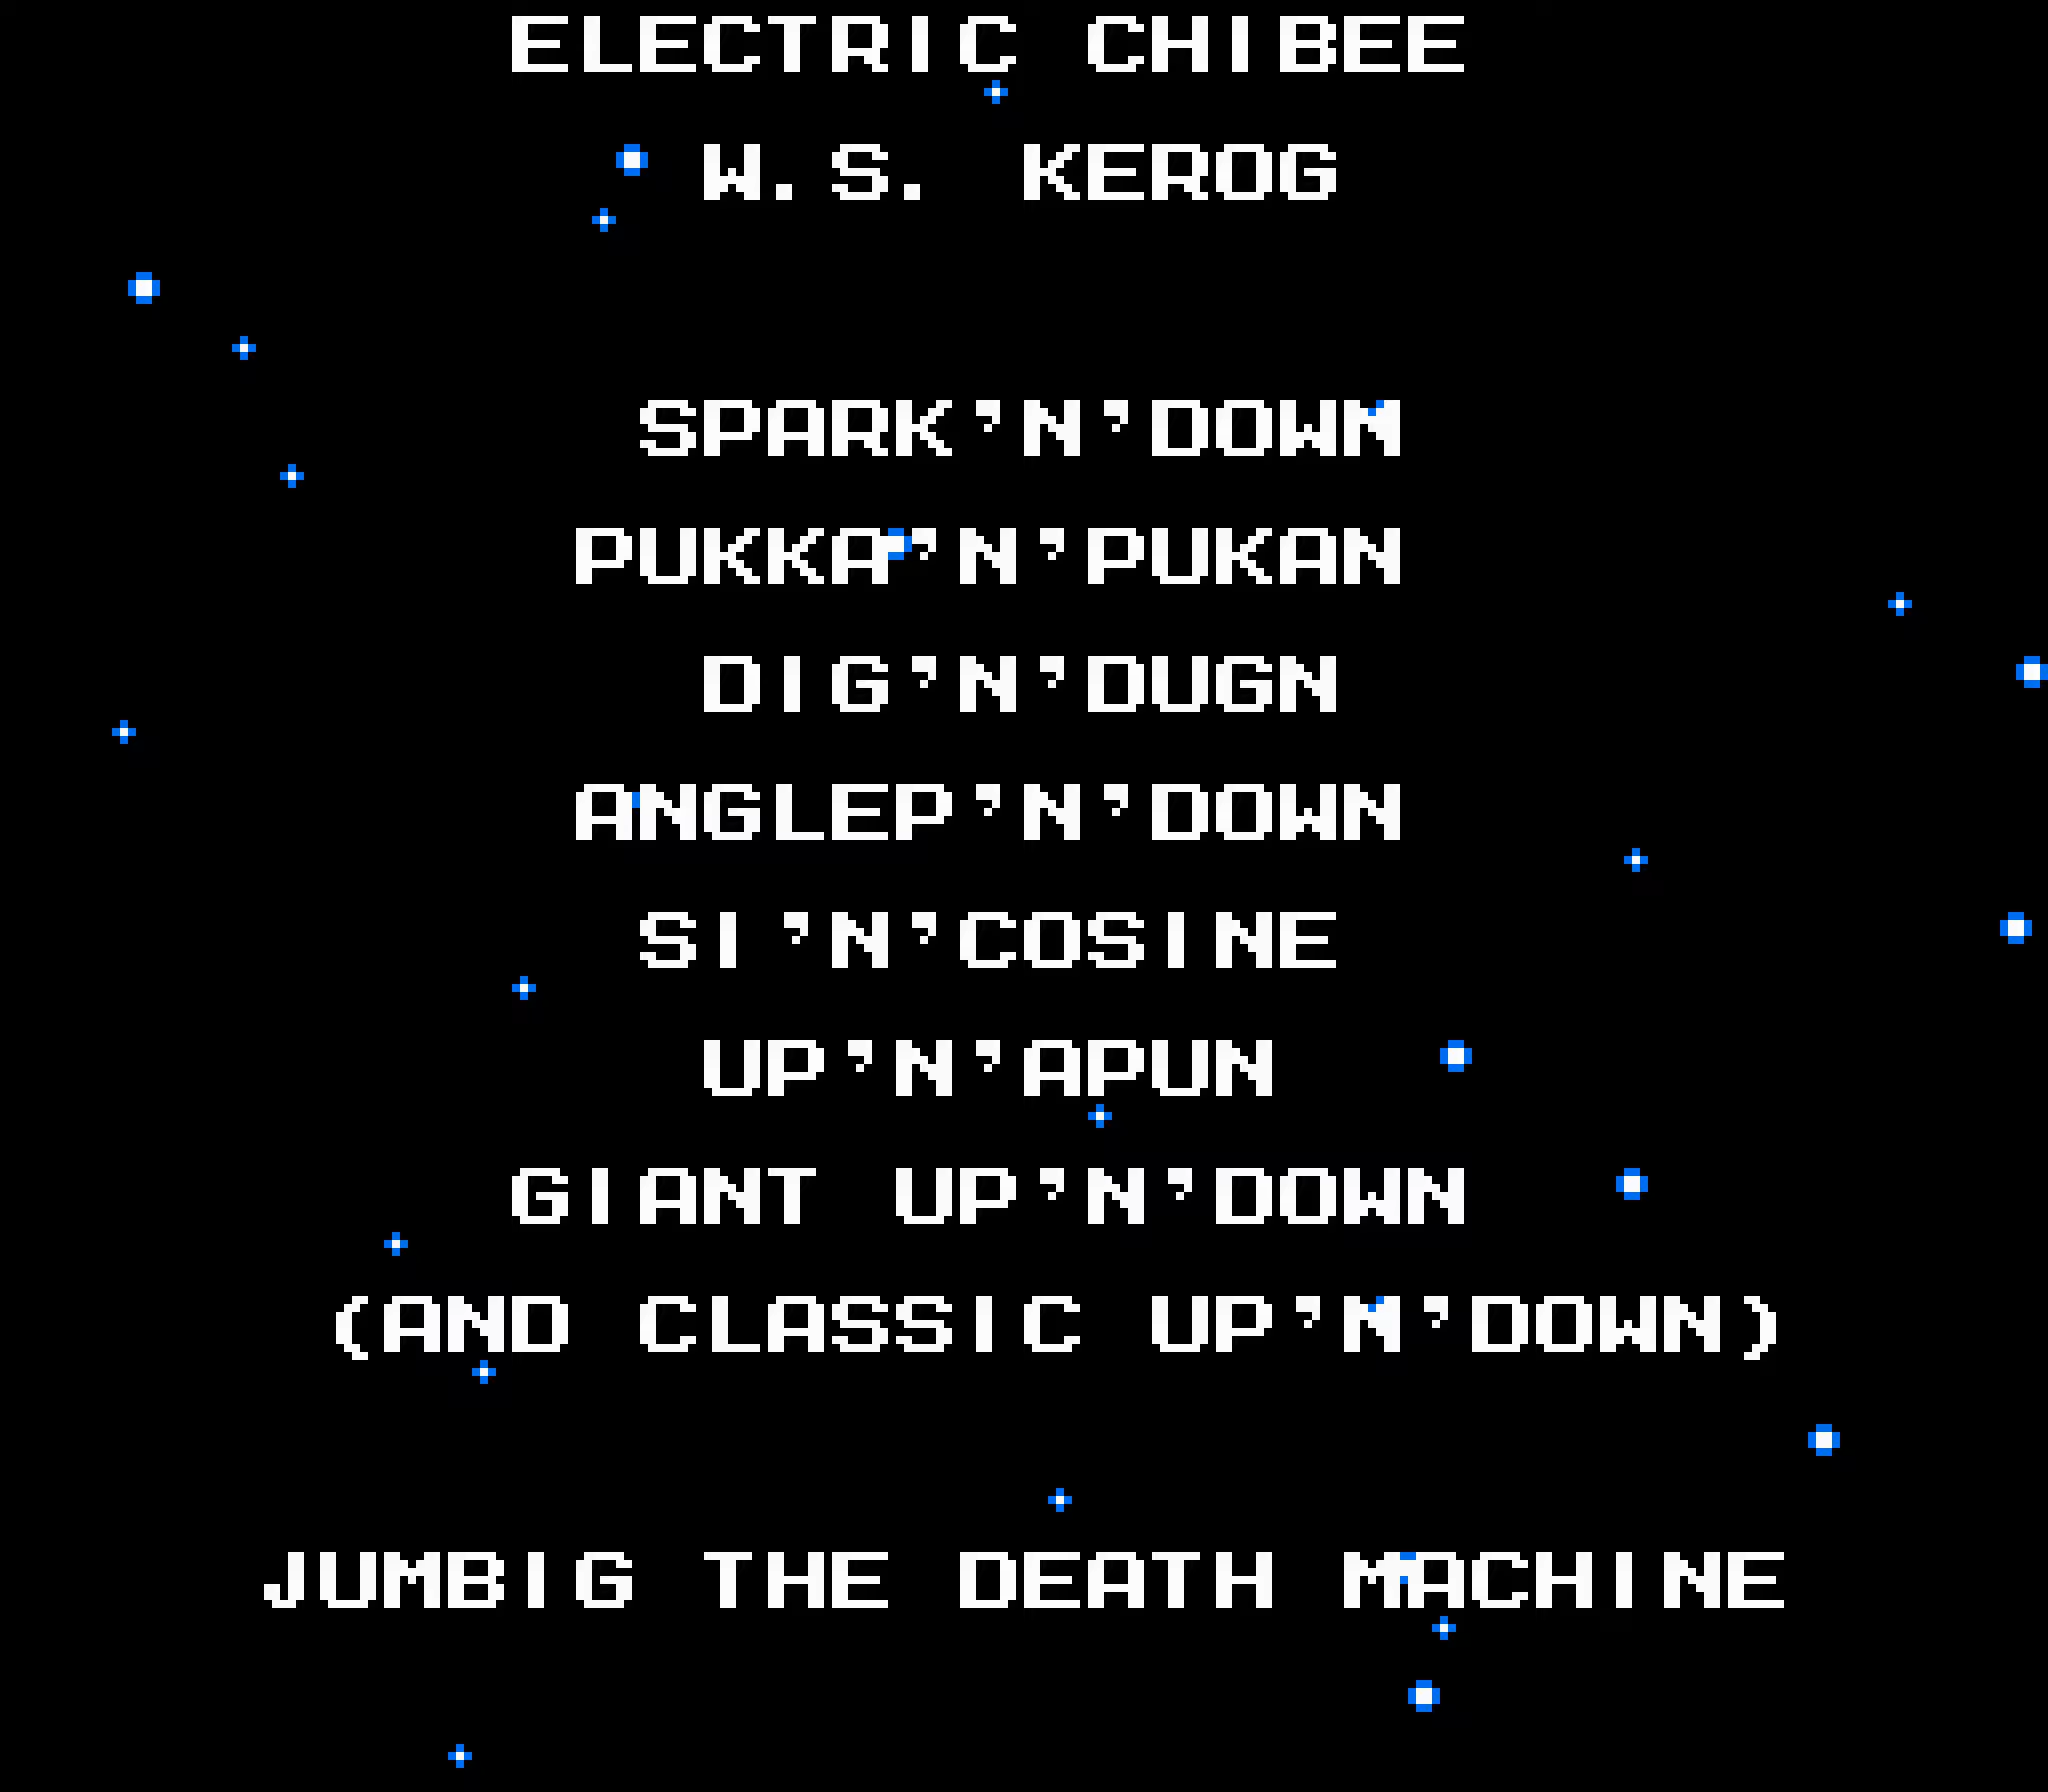 ELECTRIC CHIBEE
W.S. KEROG
SPARK'N'DOWN
PUKKA'N'PUKAN
DIG'N'DUGN
ANGLEP'N'DOWN
SI'N'COSINE
UP'N'APUN
GIANT UP'N'DOWN
(AND CLASSIC UP'N'DOWN)
JUMBIG THE DEATH MACHINE